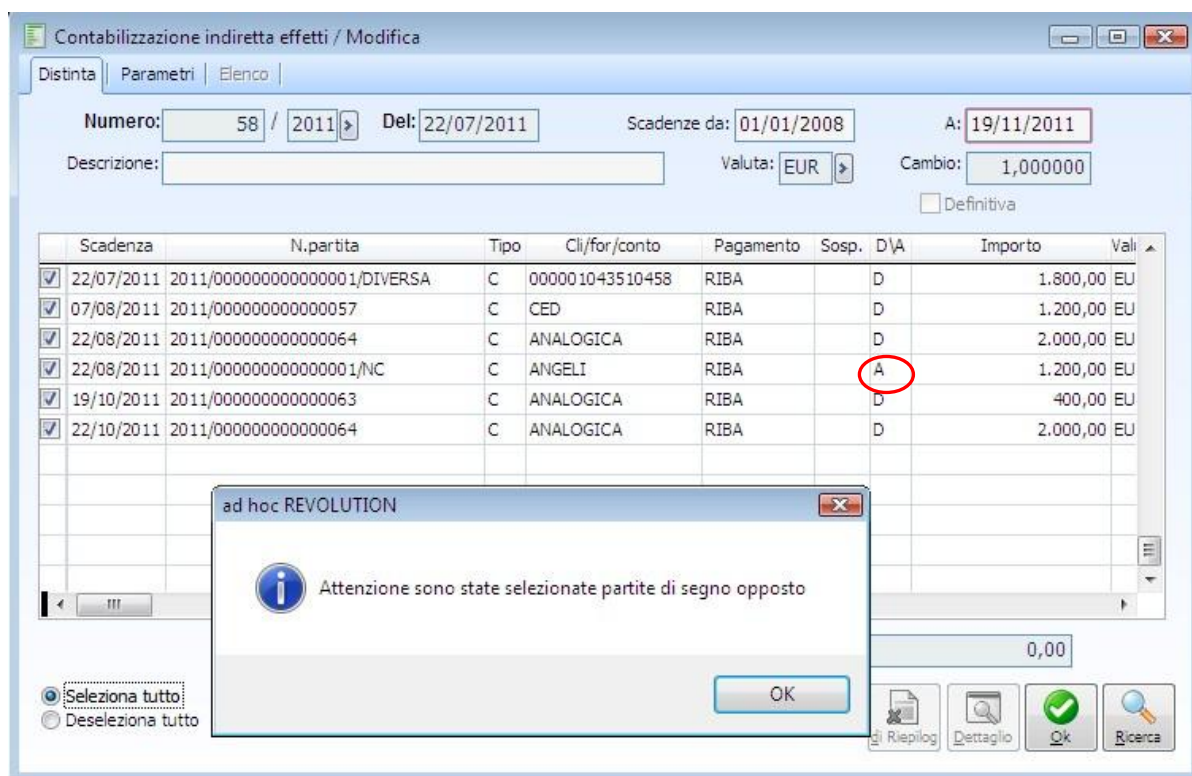 Contabilizzazione indiretta effetti / Modifica
Distinta Parametri Elenco
Numero: 58 / 2011 Del: 22/07/2011 Scadenze da: 01/01/2008 A: 19/11/2011
Descrizione: Valuta: EUR Cambio: 1,000000
Definitiva
Scadenza N.partita Tipo Cli/for/conto Pagamento Sosp. D\A Importo Valu
22/07/2011 2011/000000000000001/DIVERSA C 000001043510458 RIBA D 1.800,00 EU
07/08/2011 2011/000000000000057 C CED RIBA D 1.200,00 EU
22/08/2011 2011/000000000000064 C ANALOGICA RIBA D 2.000,00 EU
22/08/2011 2011/000000000000001/NC C ANGELI RIBA A 1.200,00 EU
19/10/2011 2011/000000000000063 C ANALOGICA RIBA D 400,00 EU
22/10/2011 2011/000000000000064 C ANALOGICA RIBA D 2.000,00 EU
ad hoc REVOLUTION
Attenzione sono state selezionate partite di segno opposto
OK
0,00
Seleziona tutto
Deseleziona tutto
di Riepilog Dettaglio Ok Ricerca